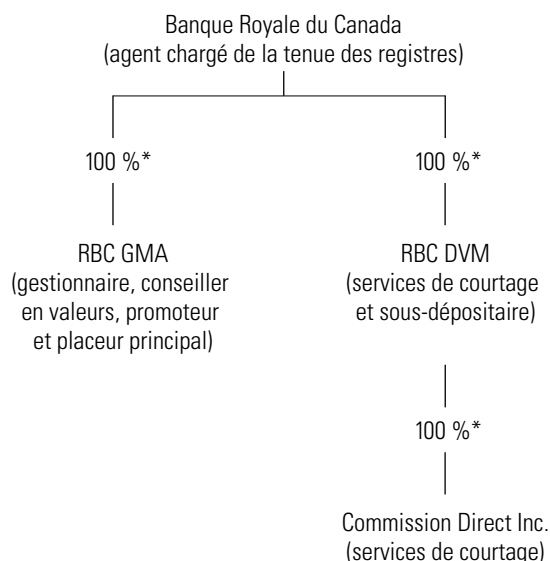 Banque Royale du Canada
(agent chargé de la tenue des registres)
100 %*
100 %*
RBC GMA
(gestionnaire, conseiller
en valeurs, promoteur
et placeur principal)
RBC DVM
(services de courtage
et sous-dépositaire)
100 %*
Commission Direct Inc.
(services de courtage)